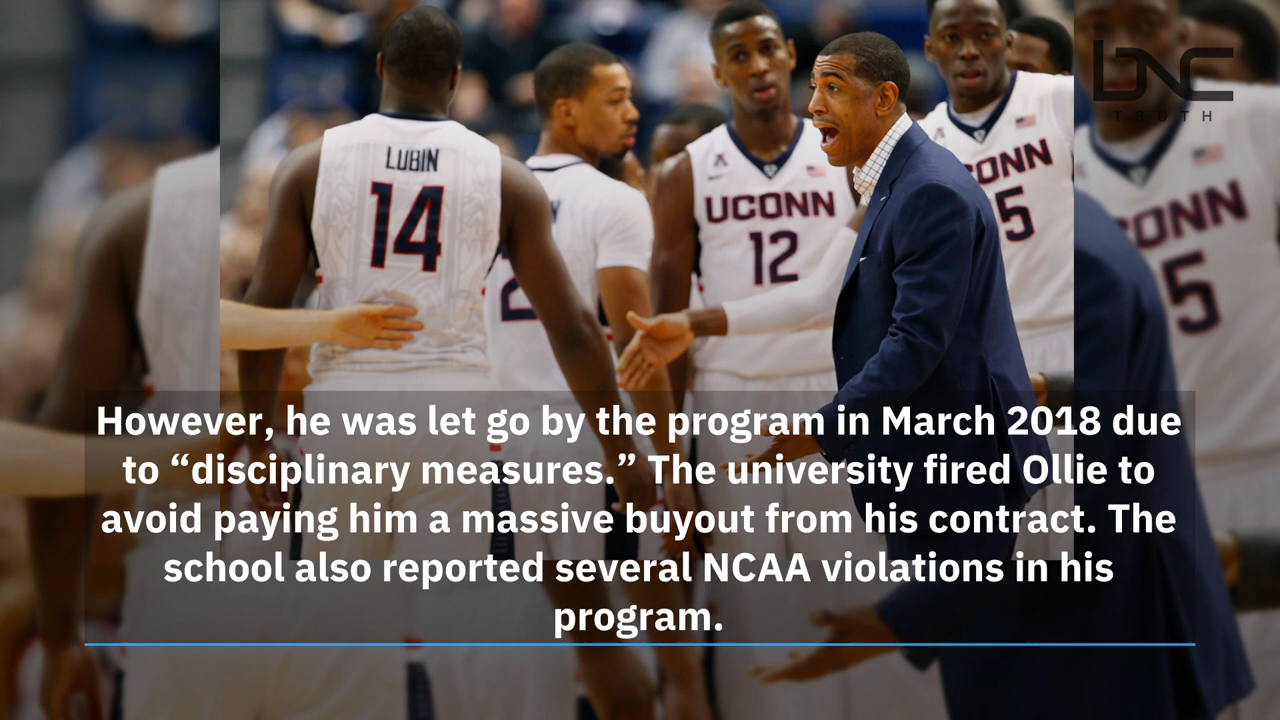 BNC
TRUTH
LUBIN
14
UCONN
12
CONN
5
CONN
5
2
However, he was let go by the program in March 2018 due
to “disciplinary measures.” The university fired Ollie to
avoid paying him a massive buyout from his contract. The
school also reported several NCAA violations in his
program.